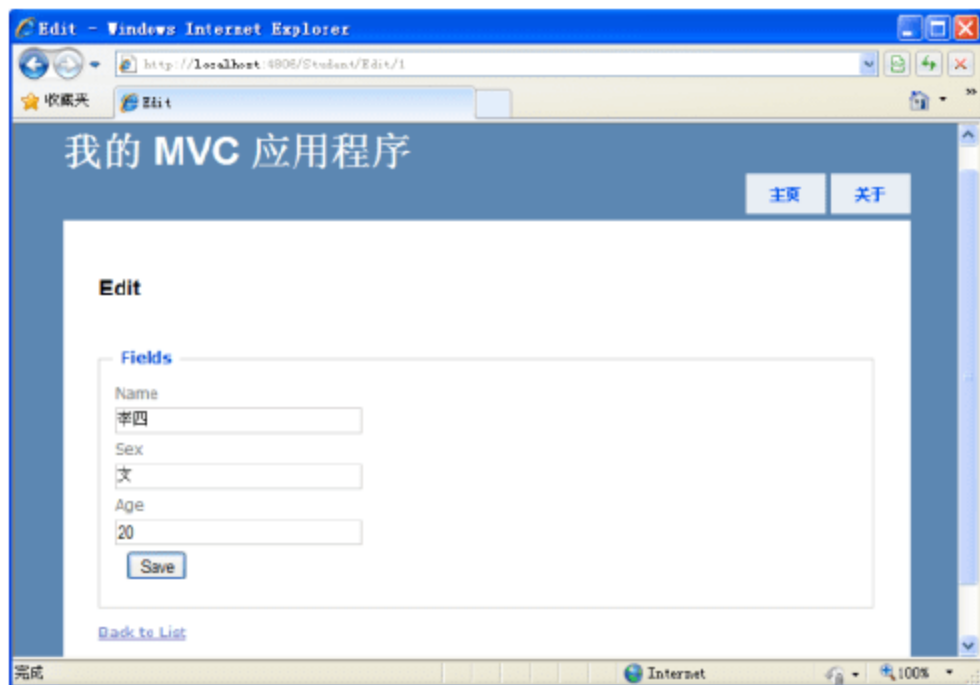 Edit - Windows Internet Explorer
http://localhost:4806/Student/Edit/1
收藏夹
Edit
我的 MVC 应用程序
主页
关于
Edit
Fields
Name
李四
Sex
文
Age
20
Save
Back to List
完成
Internet
100%